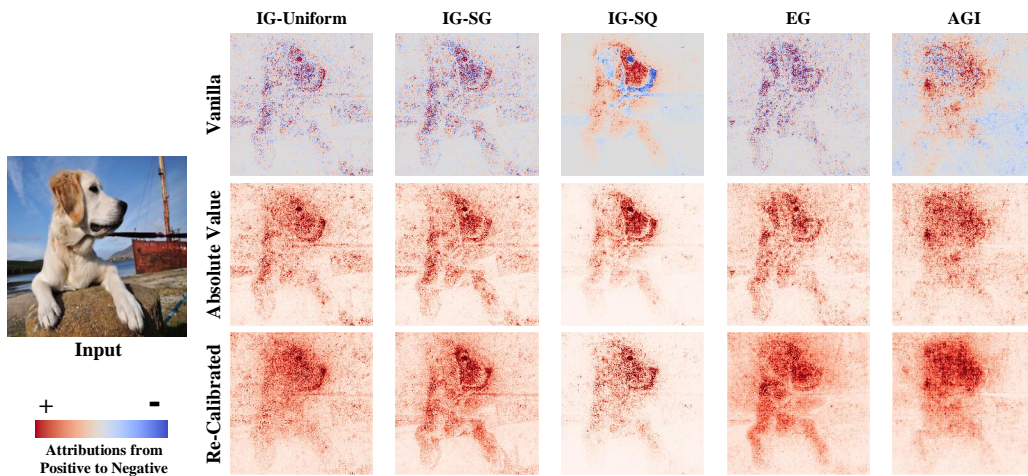 IG-Uniform IG-SG IG-SQ EG AGI
Vanilla
Absolute Value
Re-Calibrated
Input
+ -
Attributions from
Positive to Negative